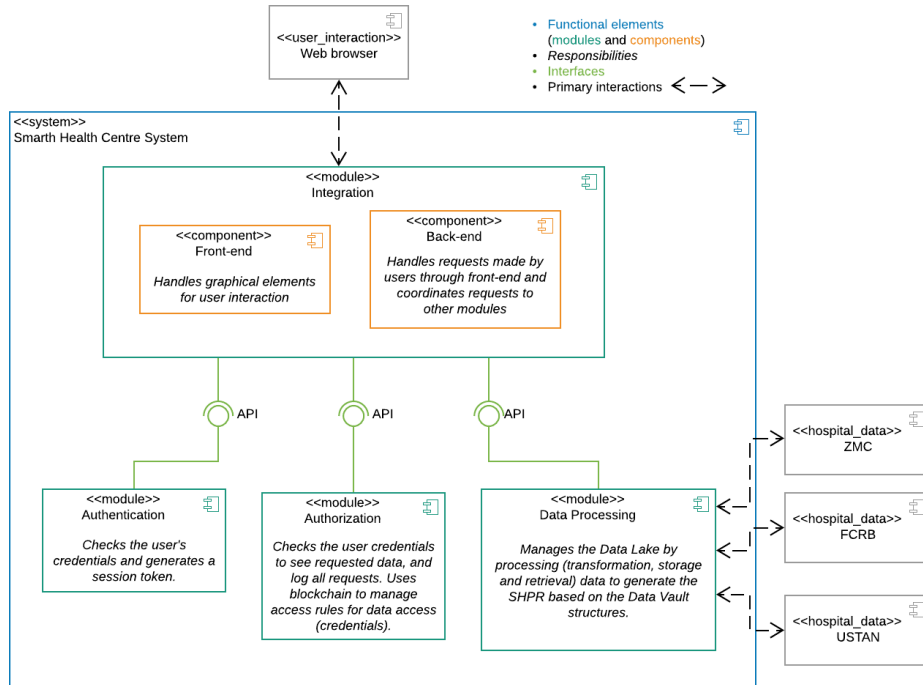 <<user_interaction>>
Web browser
Functional elements
(modules and components)
Responsibilities
Interfaces
Primary interactions
<<system>>
Smarth Health Centre System
<<module>>
Integration
<<component>>
Front-end
Handles graphical elements
for user interaction
<<component>>
Back-end
Handles requests made by
users through front-end and
coordinates requests to
other modules
API
API
API
<<module>>
Authentication
Checks the user's
credentials and generates a
session token.
<<module>>
Authorization
Checks the user credentials
to see requested data, and
log all requests. Uses
blockchain to manage
access rules for data access
(credentials).
<<module>>
Data Processing
Manages the Data Lake by
processing (transformation, storage
and retrieval) data to generate the
SHPR based on the Data Vault
structures.
<<hospital_data>>
ZMC
<<hospital_data>>
FCRB
<<hospital_data>>
USTAN